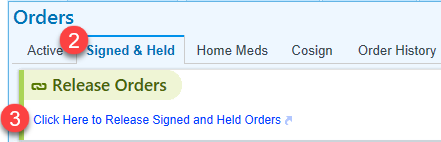 Orders
2
Active Signed & Held Home Meds Cosign Order History
Release Orders
3 Click Here to Release Signed and Held Orders